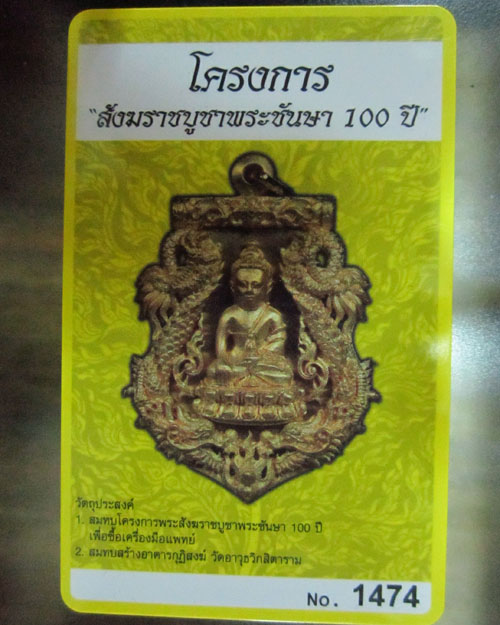 โครงการ
"สังฆราชบูชาพระชันษา 100 ปี"
วัตถุประสงค์
1. สมทบโครงการพระสังฆราชบูชาพระชันษา 100 ปี
เพื่อซื้อเครื่องมือแพทย์
2. สมทบสร้างอาคารกุฏิสงฆ์ วัดอาวุธวิกสิตาราม
No. 1474